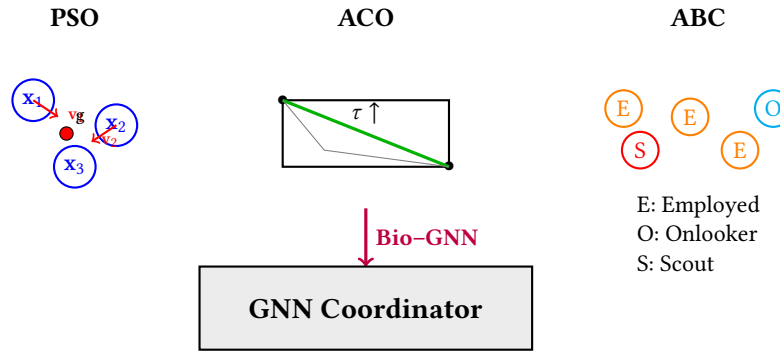 PSO
ACO
ABC
x1
vg
x2
v2
x3
τ ↑
E
E
O
S
E
E: Employed
O: Onlooker
S: Scout
Bio–GNN
GNN Coordinator